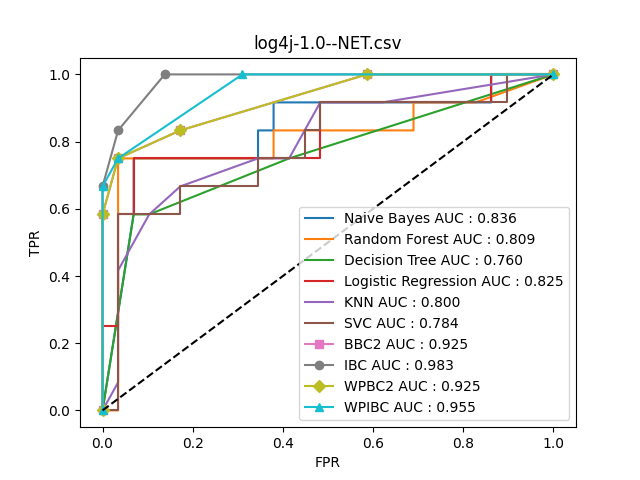 log4j-1.0--NET.csv
TPR
1.0
0.8
0.6
0.4
0.2
0.0
0.0 0.2 0.4 0.6 0.8 1.0
FPR
Naive Bayes AUC : 0.836
Random Forest AUC : 0.809
Decision Tree AUC : 0.760
Logistic Regression AUC : 0.825
KNN AUC : 0.800
SVC AUC : 0.784
BBC2 AUC : 0.925
IBC AUC : 0.983
WPBC2 AUC : 0.925
WPIBC AUC : 0.955